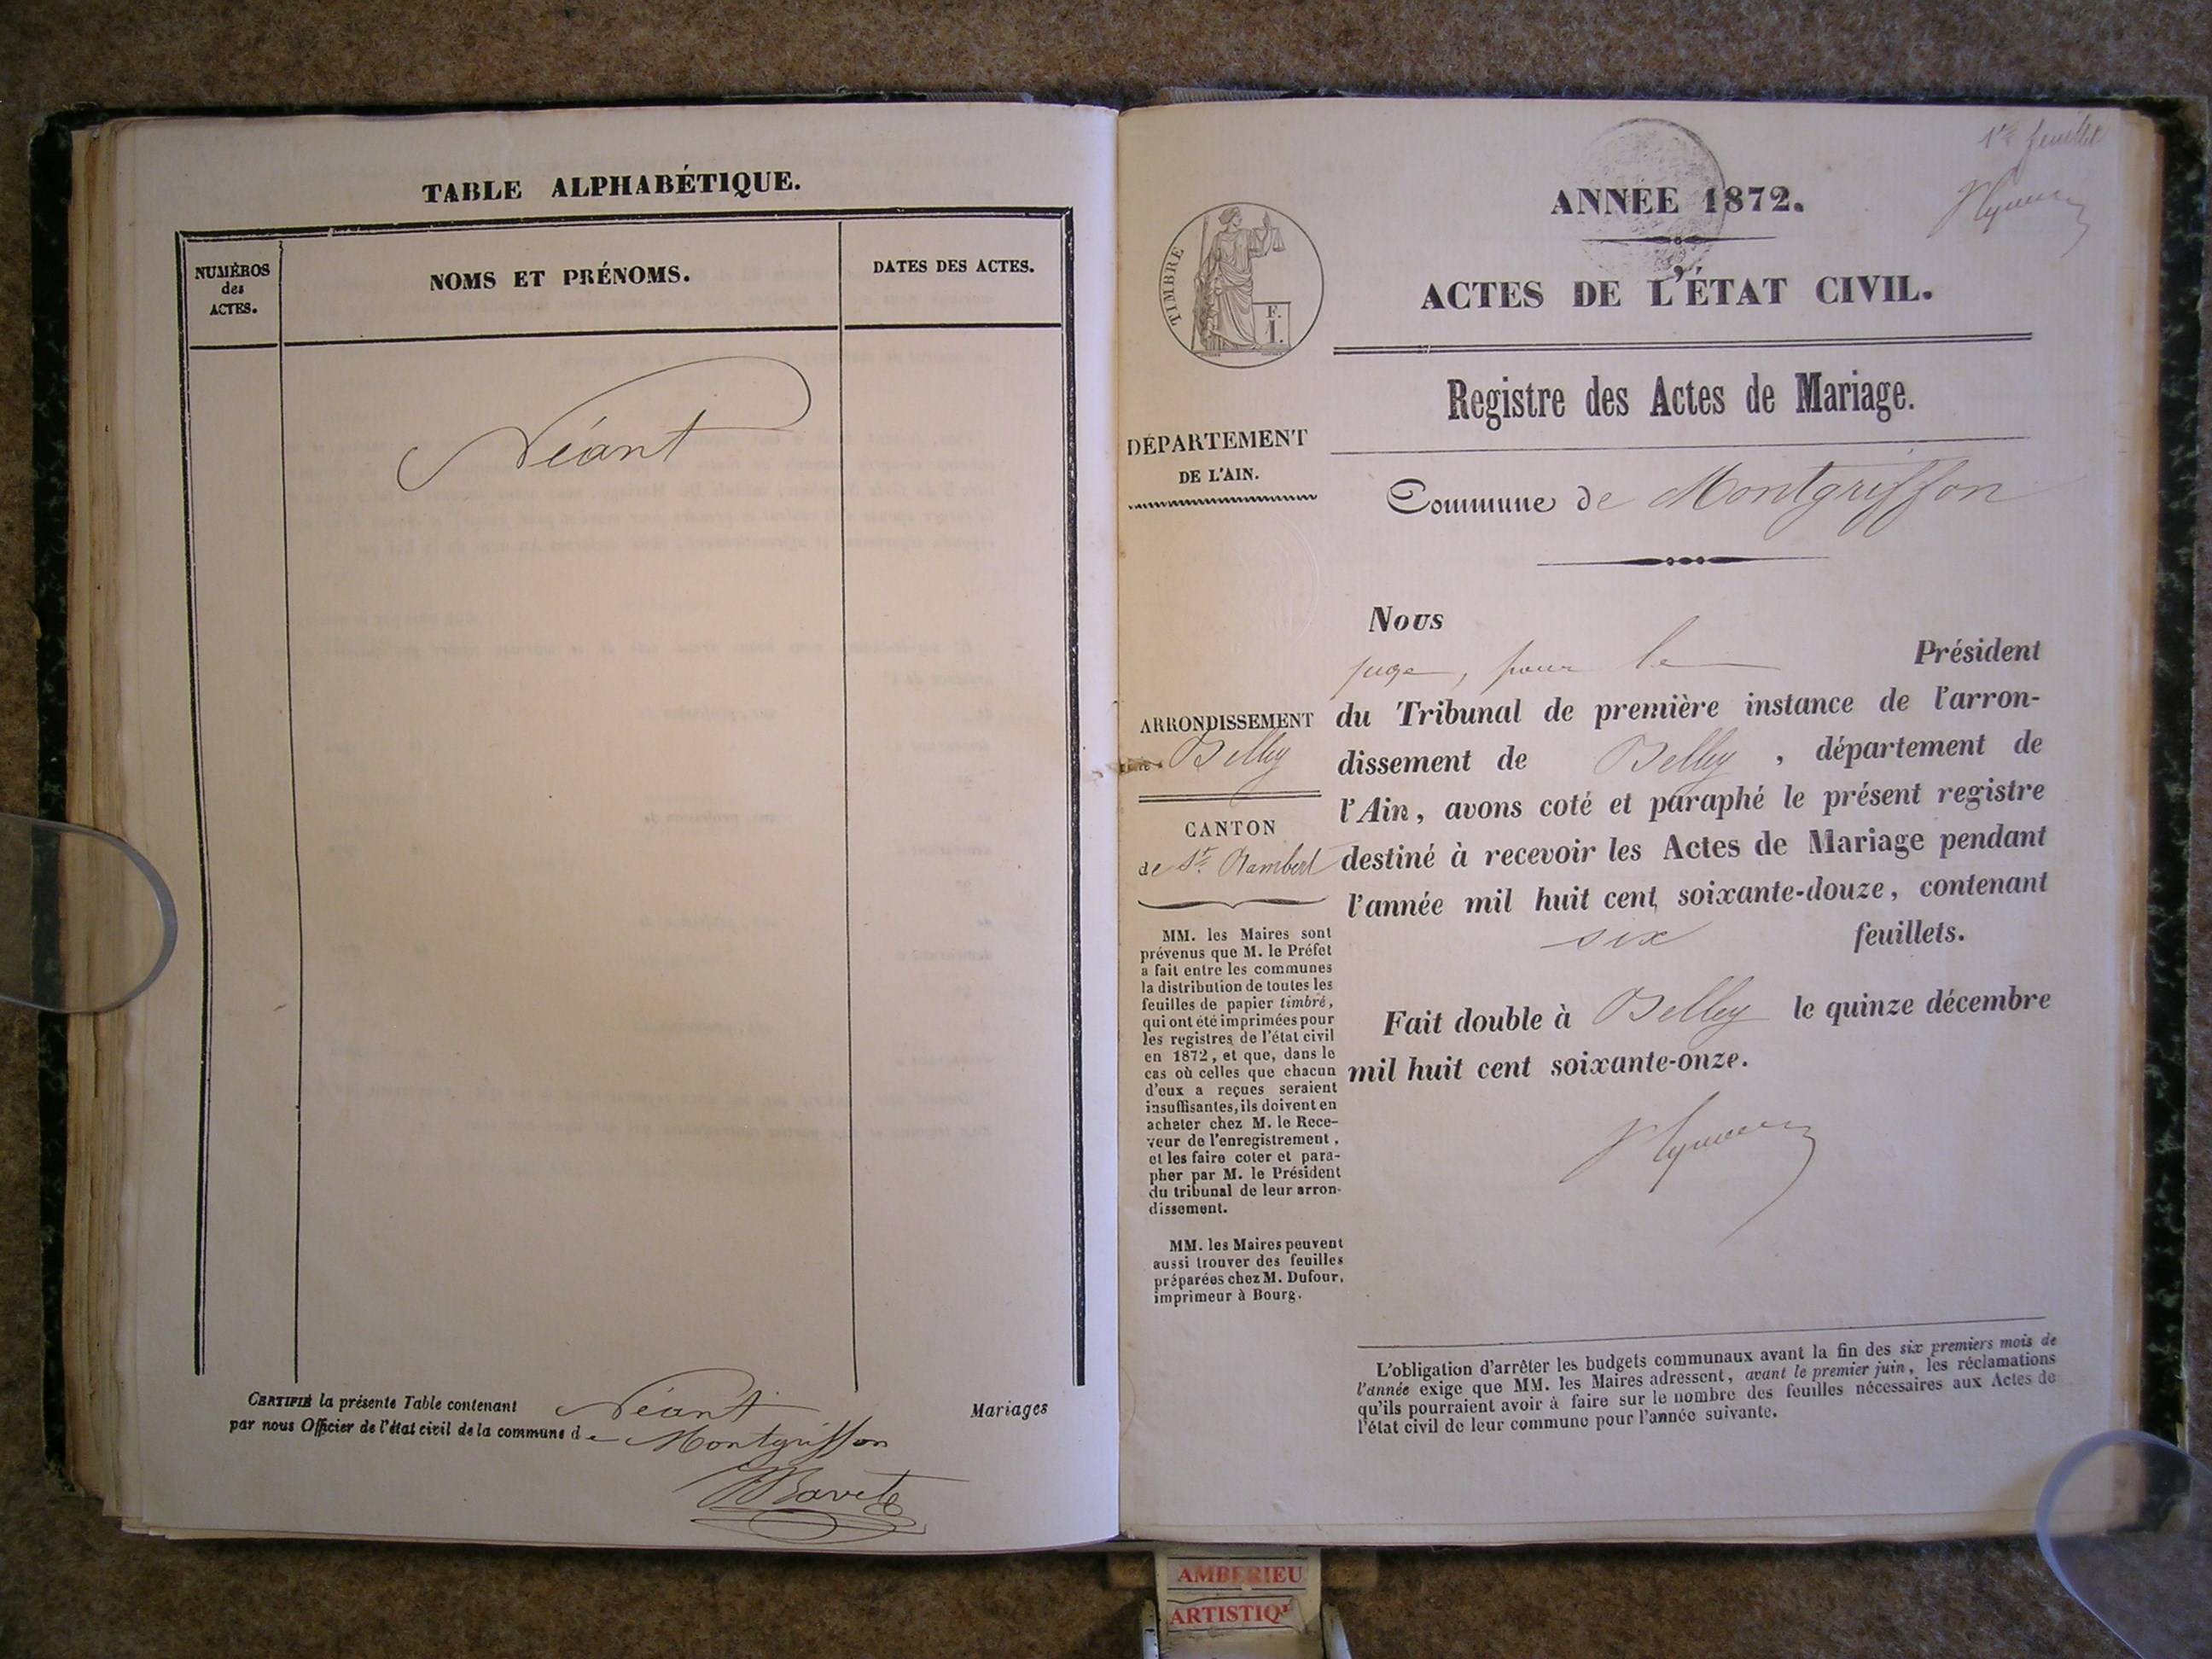 TABLE ALPHABÉTIQUE.
NUMÉROS
des
ACTES.
NOMS ET PRÉNOMS.
DATES DES ACTES.
Néant
CERTIFIÉ la présente Table contenant Néant Mariages
par nous Officier de l'état civil de la commune de Montgriffon
1er feuillet
ANNEE 1872.
ACTES DE L'ÉTAT CIVIL.
TIMBRE
F.
1.
Registre des Actes de Mariage.
DÉPARTEMENT
DE L'AIN.
Commune de Montgriffon
ARRONDISSEMENT
Belley
CANTON
de St. Rambert
MM. les Maires sont
prévenus que M. le Préfet
a fait entre les communes
la distribution de toutes les
feuilles de papier timbré,
qui ont été imprimées pour
les registres de l'état civil
en 1872, et que, dans le
cas où celles que chacun
d'eux a reçues seraient
insuffisantes, ils doivent en
acheter chez M. le Rece-
veur de l'enregistrement,
et les faire coter et para-
pher par M. le Président
du tribunal de leur arron-
dissement.
MM. les Maires peuvent
aussi trouver des feuilles
préparées chez M. Dufour,
imprimeur à Bourg.
Nous
juge, pour le Président
du Tribunal de première instance de l'arron-
dissement de Belley, département de
l'Ain, avons coté et paraphé le présent registre
destiné à recevoir les Actes de Mariage pendant
l'année mil huit cent soixante-douze, contenant
six feuillets.
Fait double à Belley le quinze décembre
mil huit cent soixante-onze.
L'obligation d'arrêter les budgets communaux avant la fin des six premiers mois de
l'année exige que MM. les Maires adressent, avant le premier juin, les réclamations
qu'ils pourraient avoir à faire sur le nombre des feuilles nécessaires aux Actes de
l'état civil de leur commune pour l'année suivante.
AMBERIEU
ARTISTIQ